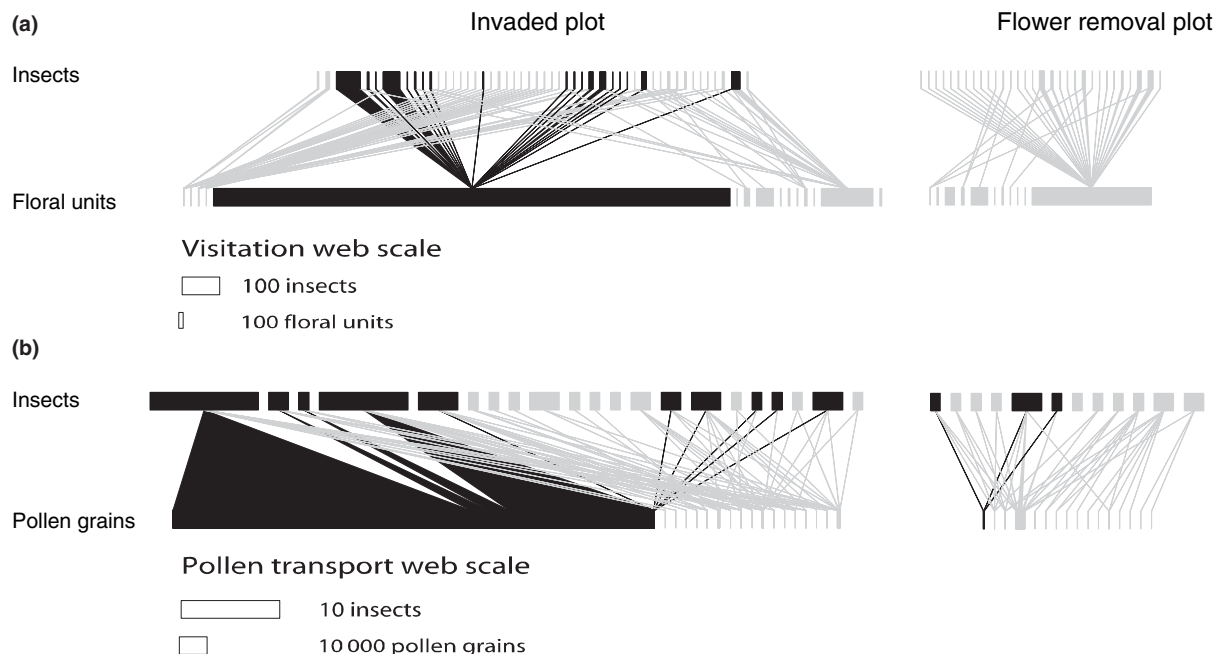 (a)
Invaded plot
Flower removal plot
Insects
Floral units
Visitation web scale
100 insects
100 floral units
(b)
Insects
Pollen grains
Pollen transport web scale
10 insects
10 000 pollen grains